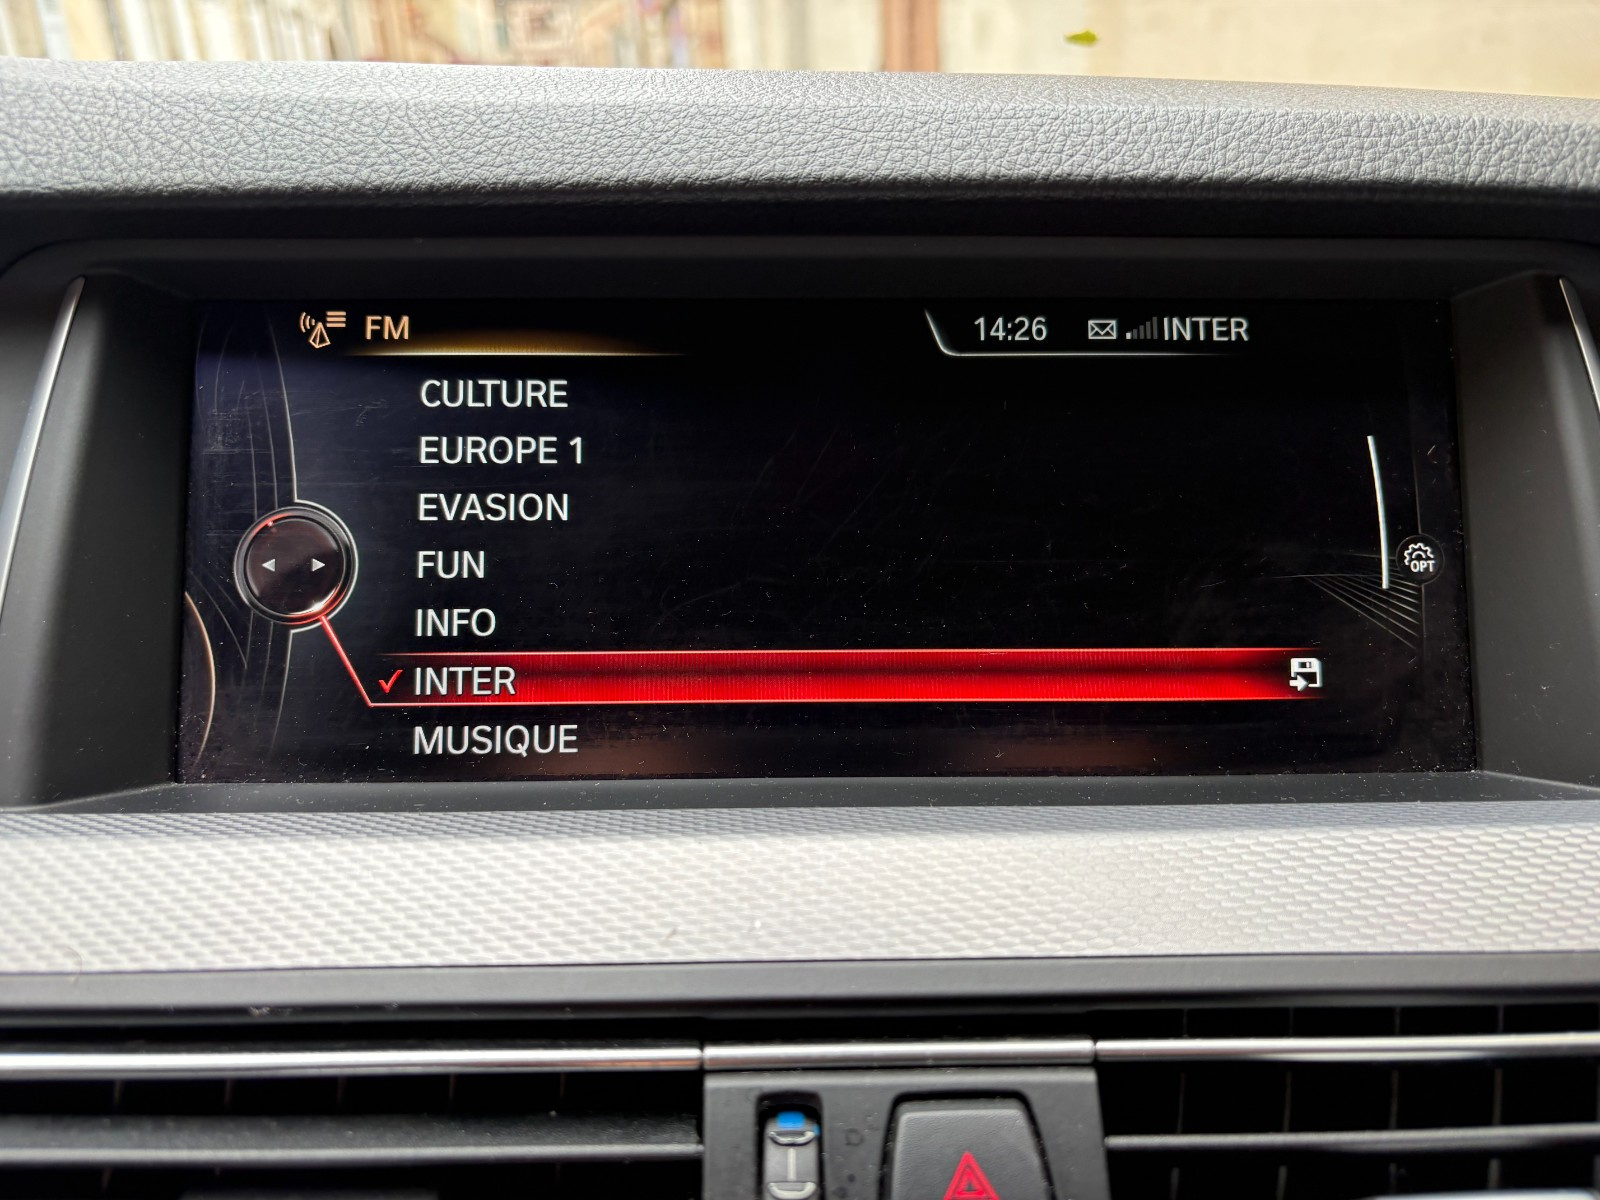 FM
14:26 INTER
CULTURE
EUROPE 1
EVASION
FUN
INFO
INTER
MUSIQUE
OPT